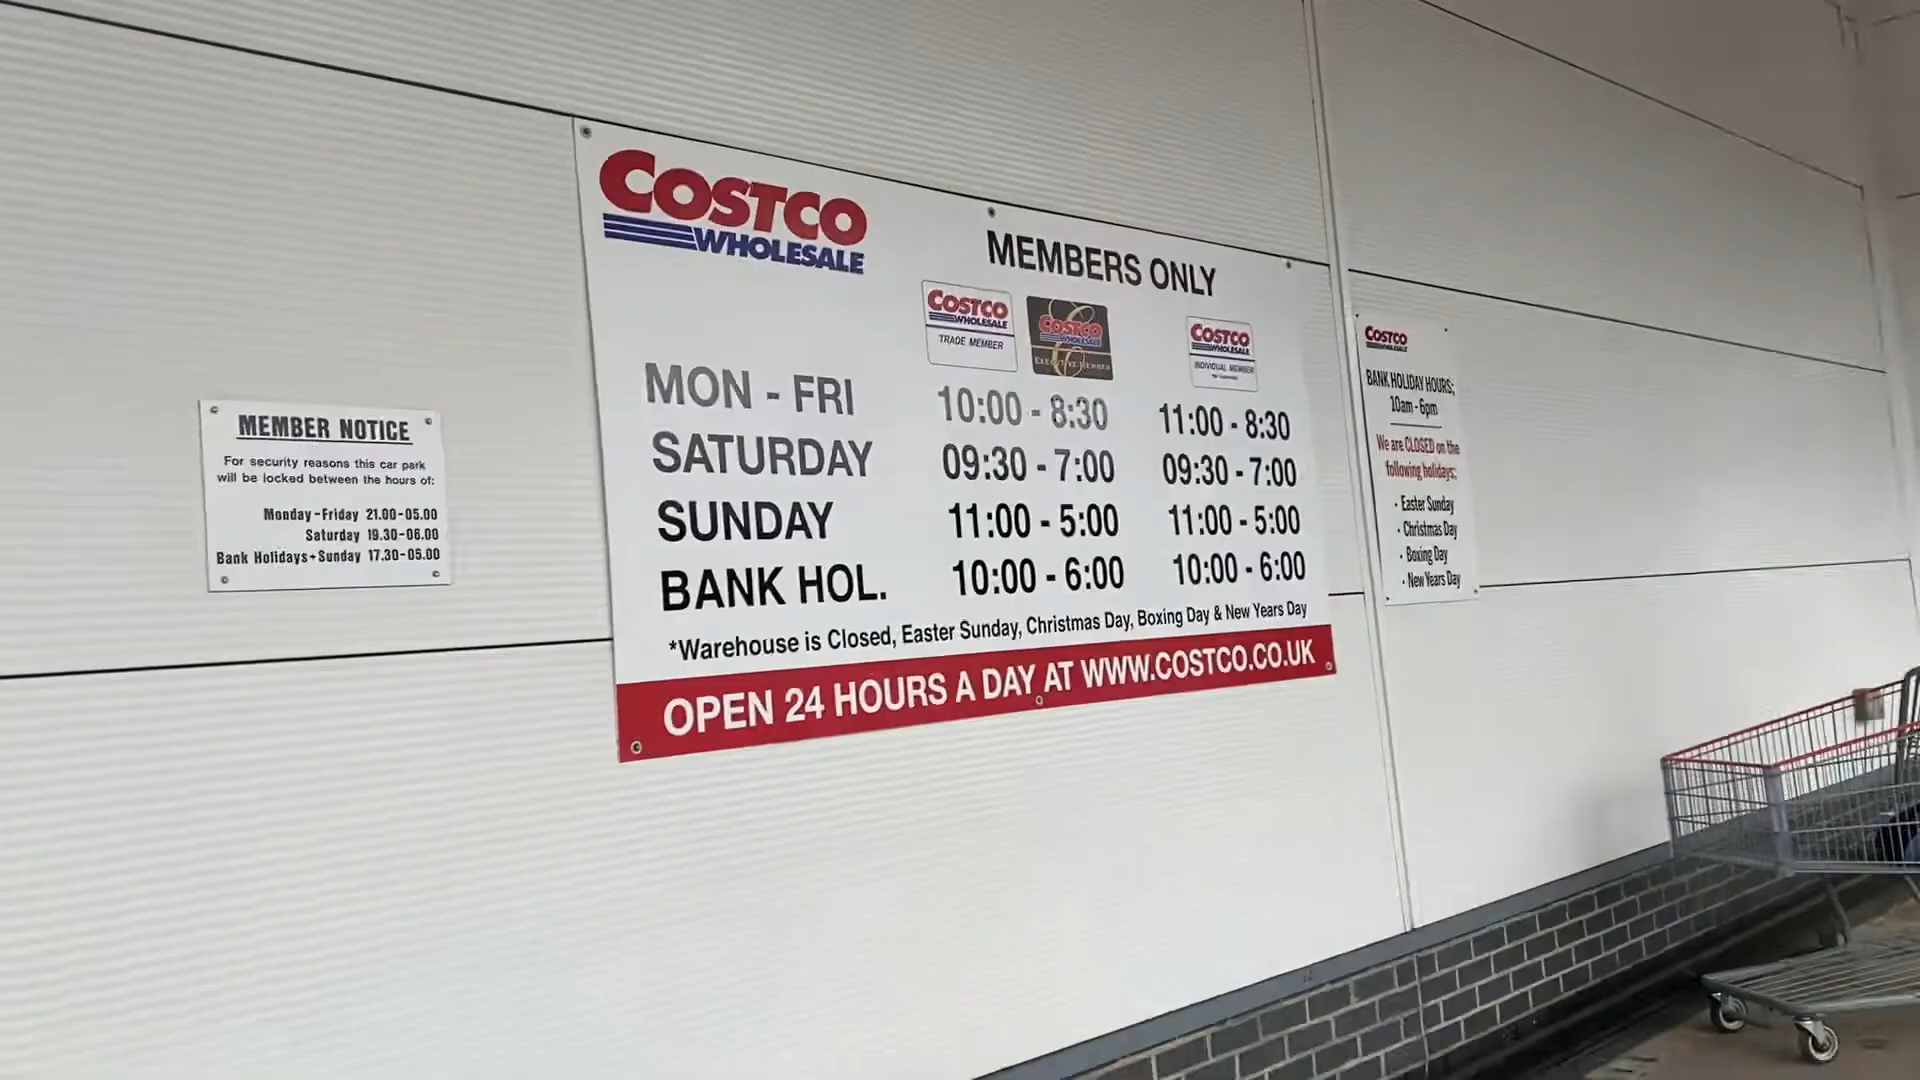 MEMBER NOTICE
For security reasons this car park
will be locked between the hours of:
Monday-Friday 21.00-05.00
Saturday 19.30-06.00
Bank Holidays+Sunday 17.30-05.00
COSTCO
WHOLESALE
MEMBERS ONLY
COSTCO
WHOLESALE
TRADE MEMBER
COSTCO
WHOLESALE
EXECUTIVE MEMBER
COSTCO
WHOLESALE
INDIVIDUAL MEMBER
MON - FRI 10:00 - 8:30 11:00 - 8:30
SATURDAY 09:30 - 7:00 09:30 - 7:00
SUNDAY 11:00 - 5:00 11:00 - 5:00
BANK HOL. 10:00 - 6:00 10:00 - 6:00
*Warehouse is Closed, Easter Sunday, Christmas Day, Boxing Day & New Years Day
OPEN 24 HOURS A DAY AT WWW.COSTCO.CO.UK
COSTCO
WHOLESALE
BANK HOLIDAY HOURS;
10am - 6pm
We are CLOSED on the
following holidays;
· Easter Sunday
· Christmas Day
· Boxing Day
· New Years Day